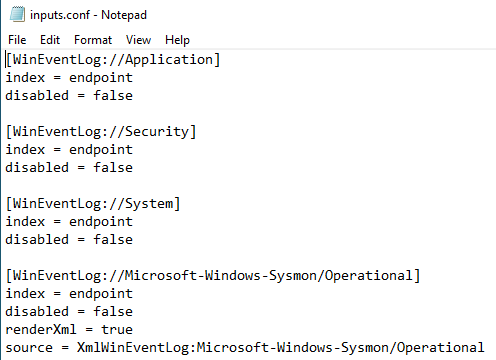 inputs.conf - Notepad
File Edit Format View Help
[WinEventLog://Application]
index = endpoint
disabled = false

[WinEventLog://Security]
index = endpoint
disabled = false

[WinEventLog://System]
index = endpoint
disabled = false

[WinEventLog://Microsoft-Windows-Sysmon/Operational]
index = endpoint
disabled = false
renderXml = true
source = XmlWinEventLog:Microsoft-Windows-Sysmon/Operational